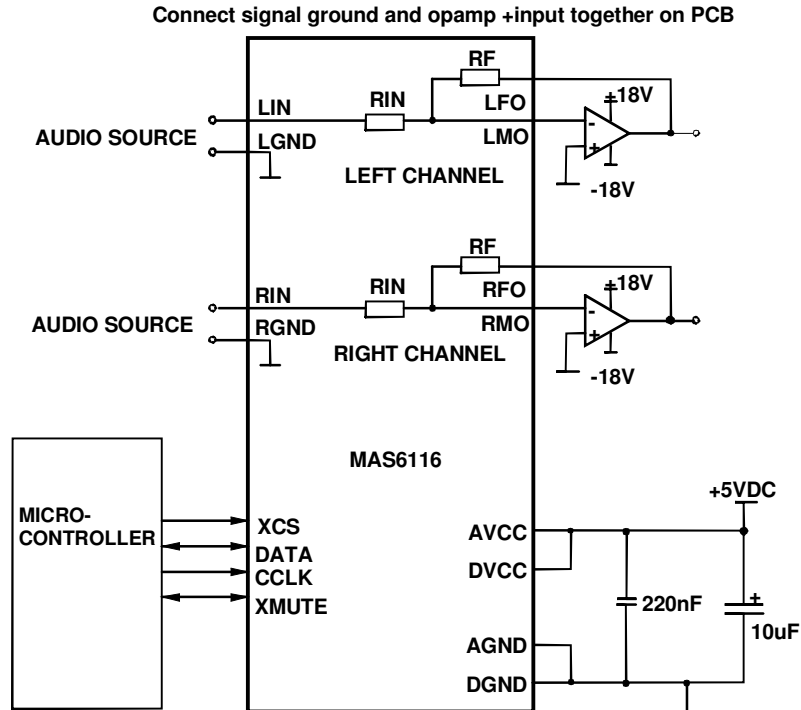 Connect signal ground and opamp +input together on PCB
RF
+18V
LIN
RIN
LFO
AUDIO SOURCE
LGND
LMO
-
+
LEFT CHANNEL
-18V
RF
+18V
RIN
RIN
RFO
AUDIO SOURCE
RGND
RMO
-
+
RIGHT CHANNEL
-18V
MAS6116
+5VDC
MICRO-
CONTROLLER
XCS
DATA
CCLK
XMUTE
AVCC
DVCC
220nF
+
10uF
AGND
DGND